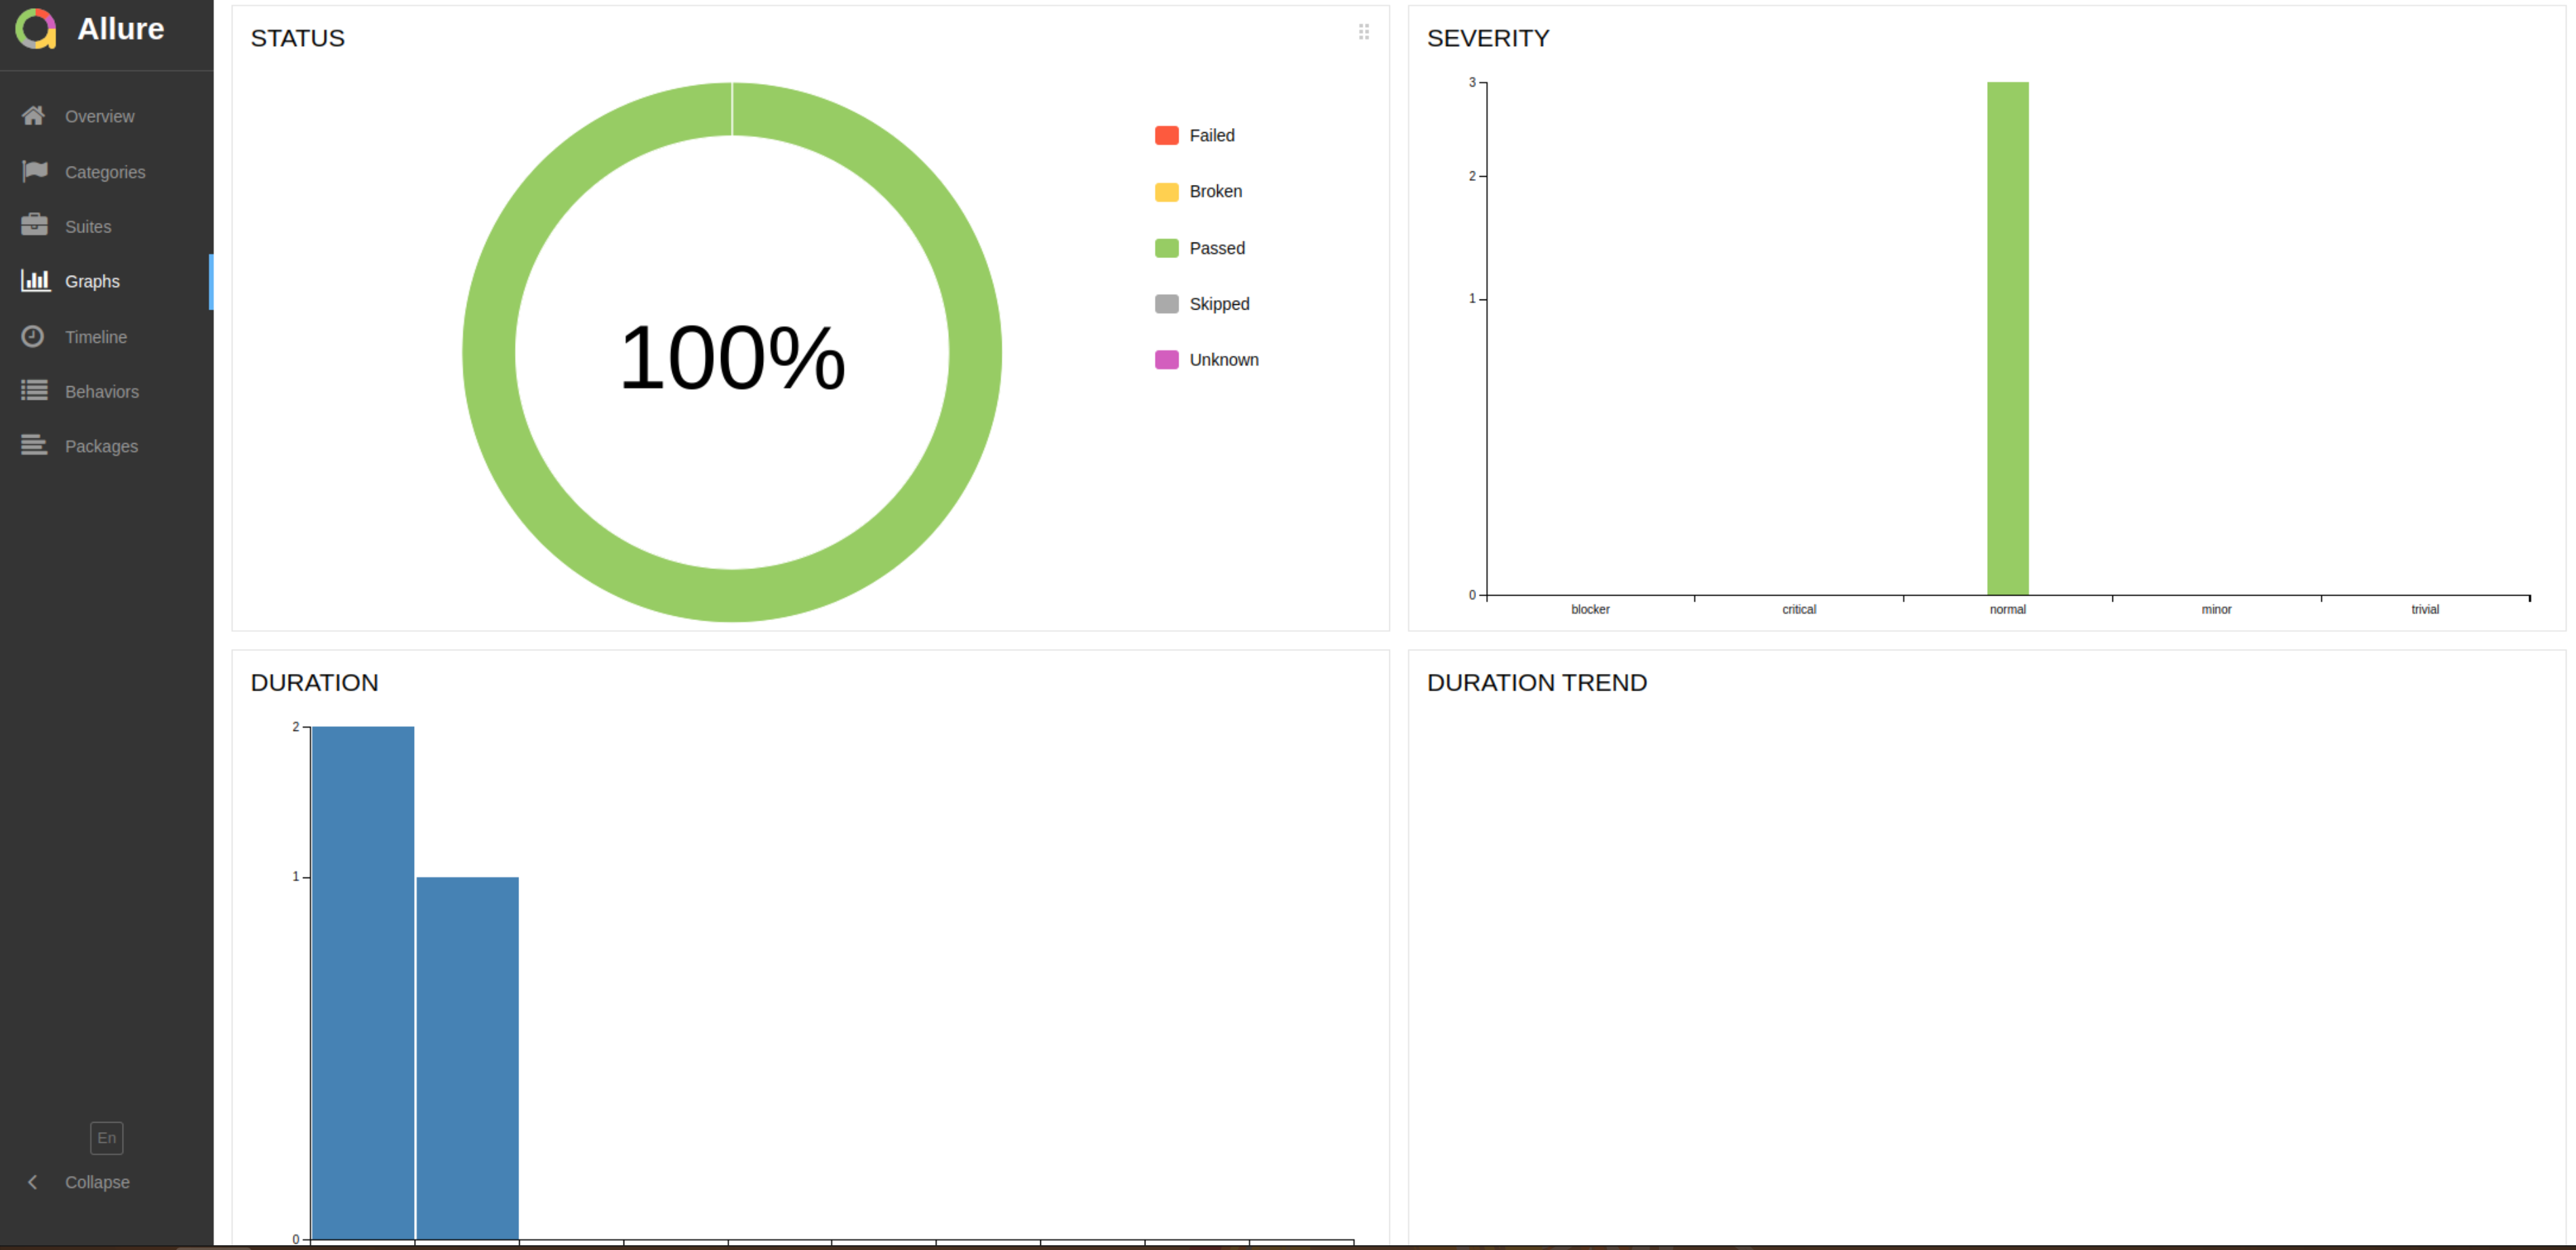 Allure
Overview
Categories
Suites
Graphs
Timeline
Behaviors
Packages
En
Collapse
STATUS
100%
Failed
Broken
Passed
Skipped
Unknown
SEVERITY
3
2
1
0
blocker critical normal minor trivial
DURATION
2
1
0
DURATION TREND